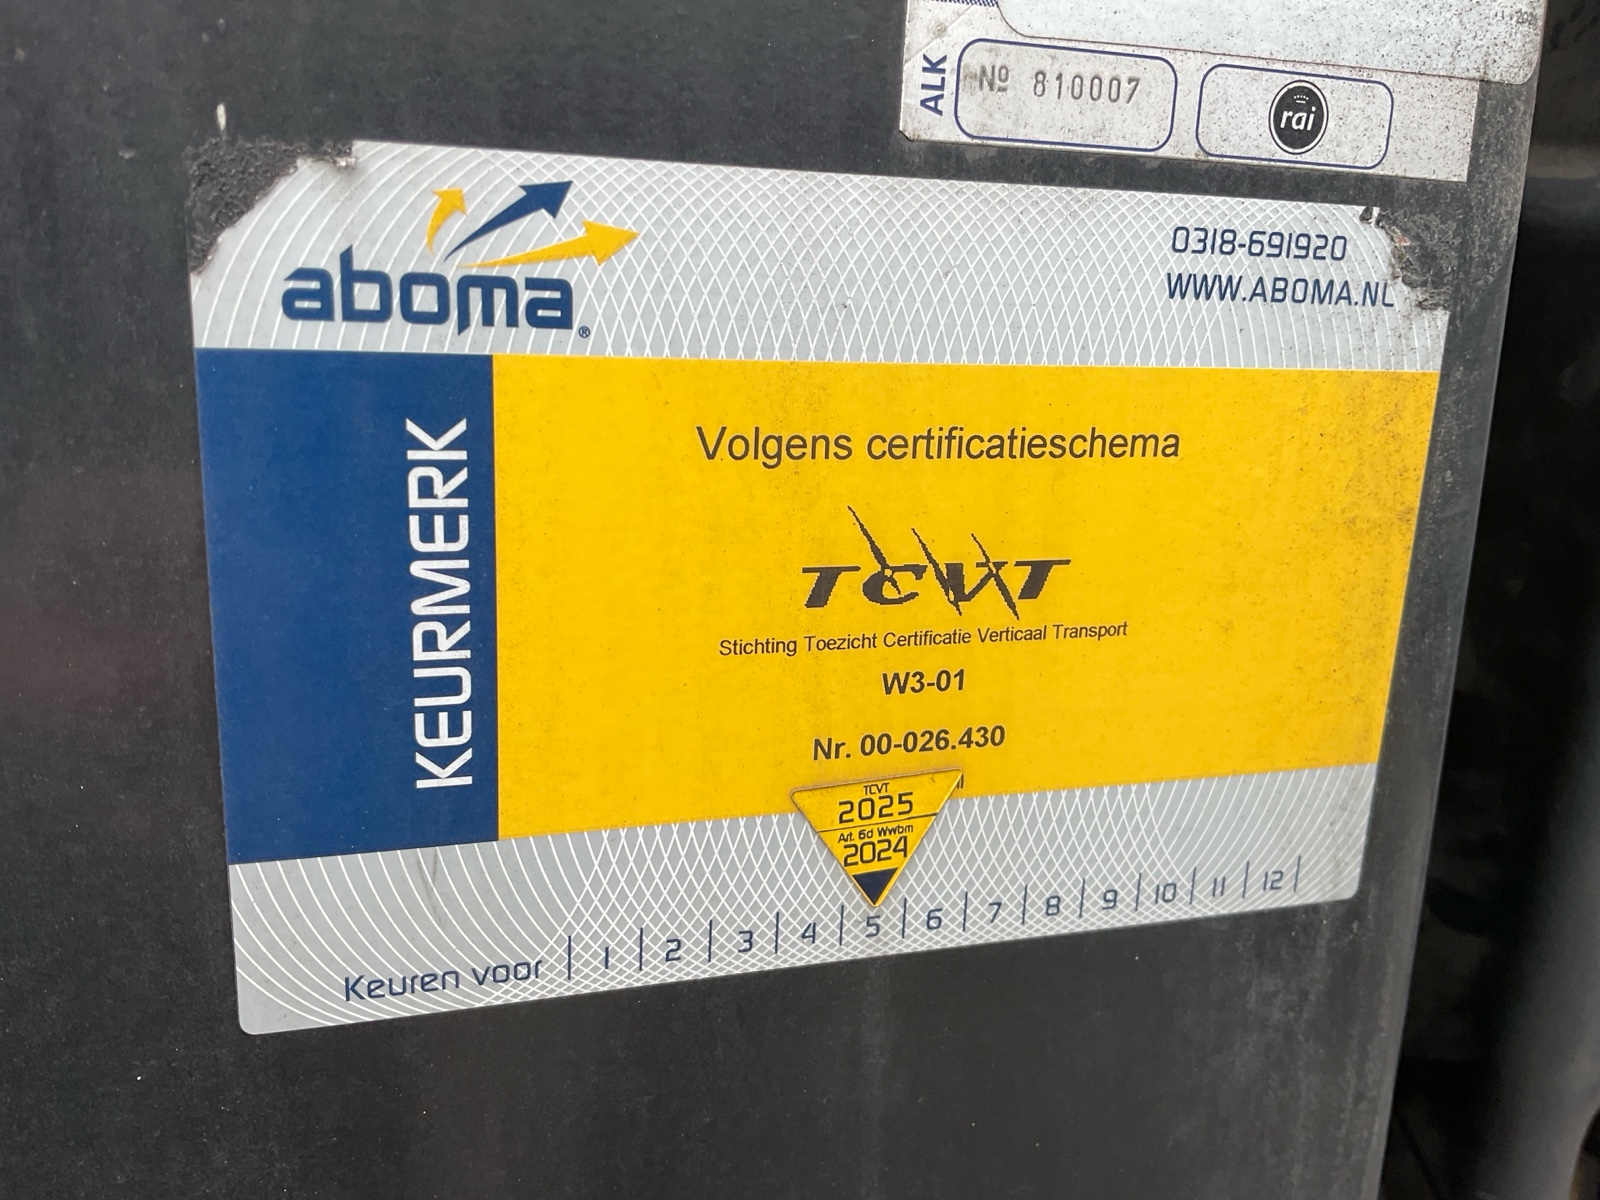 ALK
Nº 810007
rai
aboma®
0318-691920
WWW.ABOMA.NL
KEURMERK
Volgens certificatieschema
TCVT
Stichting Toezicht Certificatie Verticaal Transport
W3-01
Nr. 00-026.430
TCVT
2025
Art. 6d Wwbm
2024
Keuren voor | 1 | 2 | 3 | 4 | 5 | 6 | 7 | 8 | 9 | 10 | 11 | 12 |